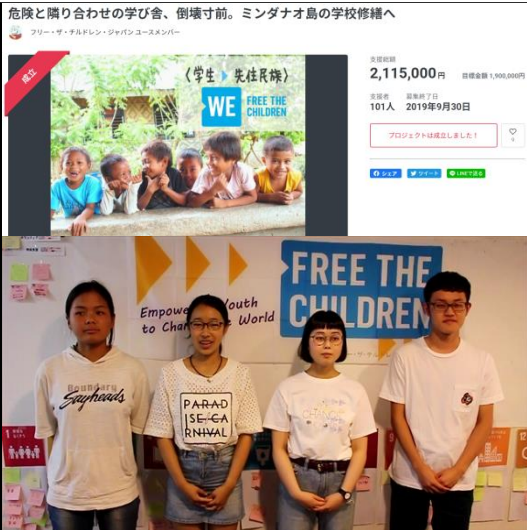 危険と隣り合わせの学び舎、倒壊寸前。ミンダナオ島の学校修繕へ
フリー・ザ・チルドレン・ジャパン ユースメンバー
成立
〈学生 先住民族〉
WE FREE THE
CHILDREN
支援総額
2,115,000円
目標金額 1,900,000円
支援者 募集終了日
101人 2019年9月30日
プロジェクトは成立しました！
シェア
ツイート
LINEで送る
FREE THE
CHILDREN
Empower Youth
to Change the World
Boundary
Sayheads
PARAD
ISE/CA
RNIVAL
1